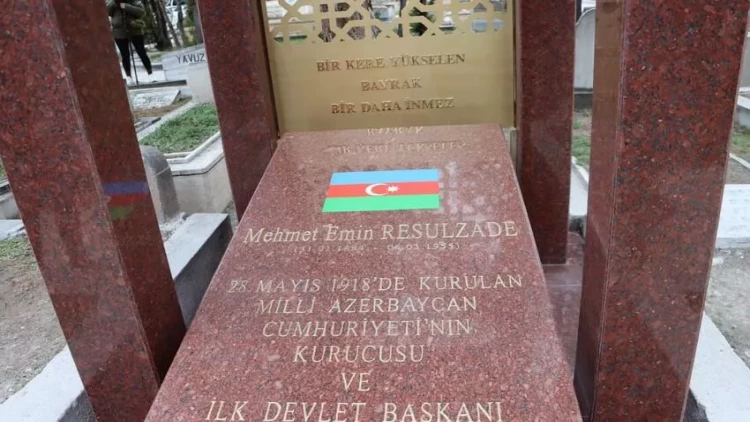 YAVUZ
BİR KERE YÜKSELEN
BAYRAK
BİR DAHA İNMEZ
Mehmet Emin RESULZADE
28 MAYIS 1918'DE KURULAN
MİLLİ AZERBAYCAN
CUMHURİYETİ'NİN
KURUCUSU
VE
İLK DEVLET BAŞKANI